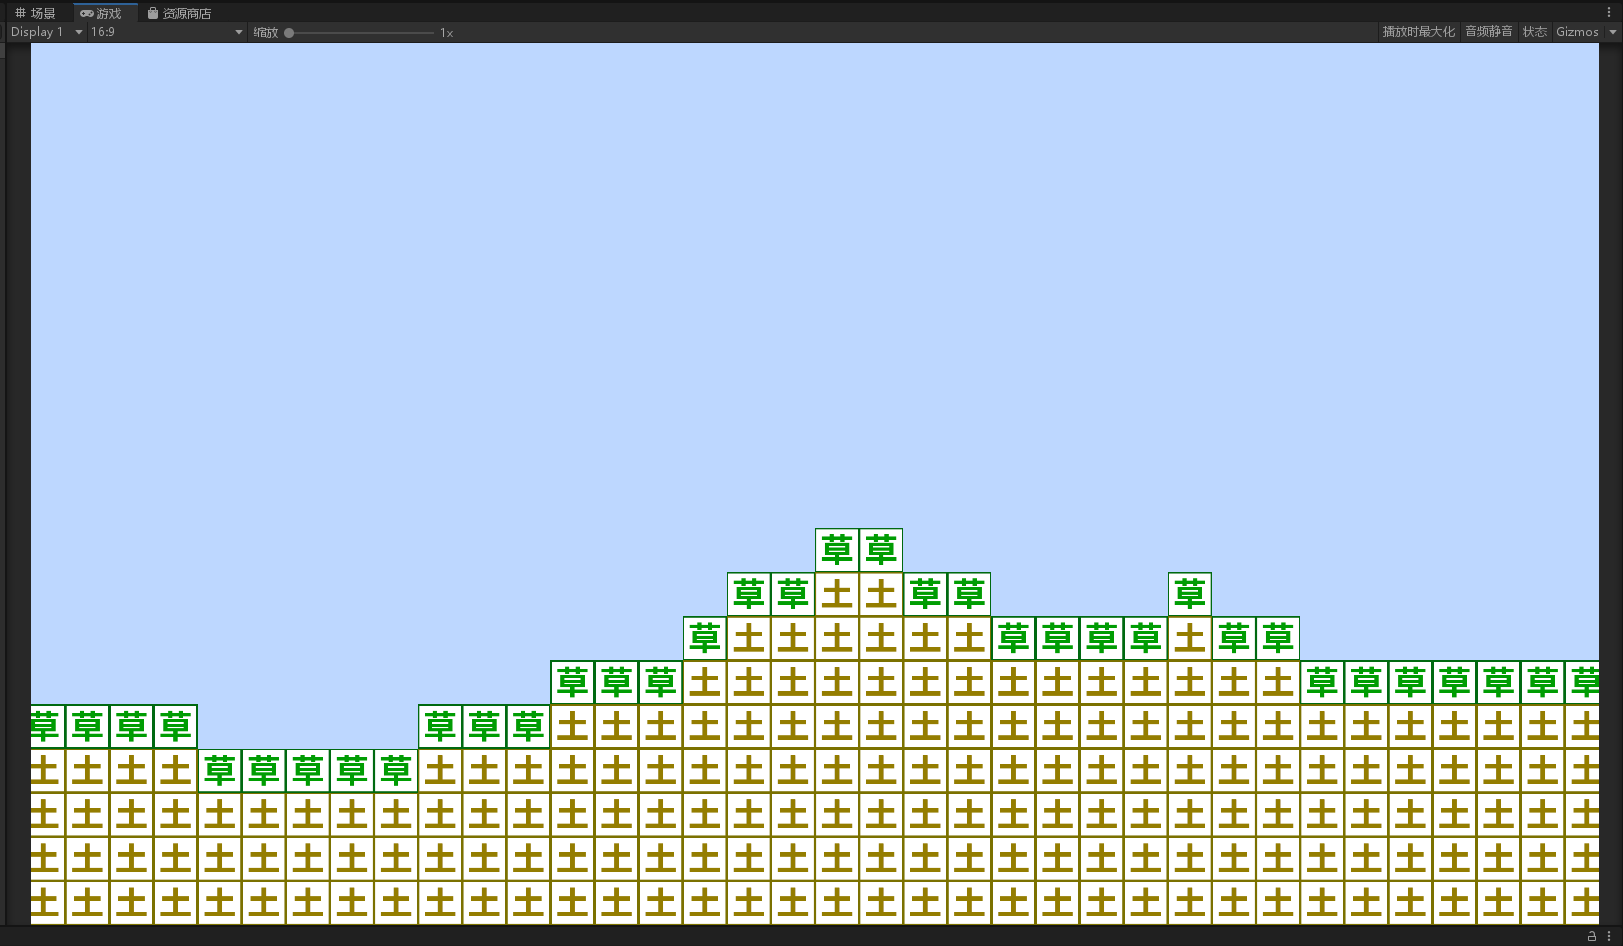 场景 游戏 资源商店
Display 1 16:9 缩放 1x 播放时最大化 音频静音 状态 Gizmos
草草
草草土土草草 草
草土土土土土土草草草草土草草
草草草土土土土土土土土土土土土土土草草草草草草草
草草草草 草草草土土土土土土土土土土土土土土土土土土土土土土土土
土土土土草草草草草土土土土土土土土土土土土土土土土土土土土土土土土土土土
土土土土土土土土土土土土土土土土土土土土土土土土土土土土土土土土土土土土
土土土土土土土土土土土土土土土土土土土土土土土土土土土土土土土土土土土土
土土土土土土土土土土土土土土土土土土土土土土土土土土土土土土土土土土土土